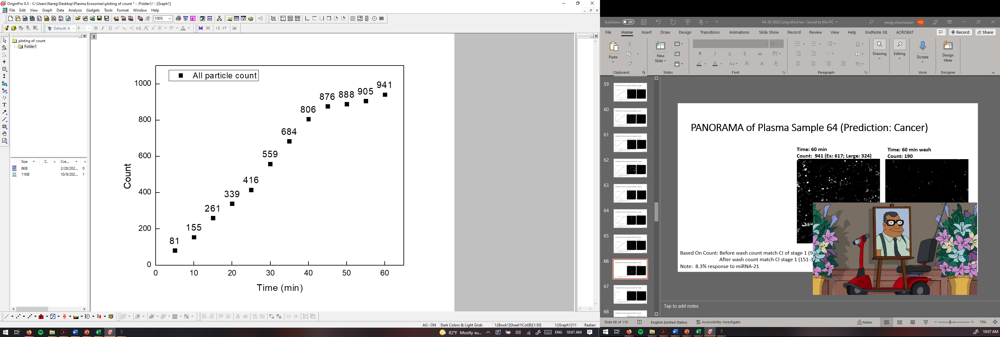 OriginPro 8.5 - C:\Users\Nareg\Desktop\Plasma Exosomes\ploting of count * - /Folder1/ - [Graph1]
File Edit View Graph Data Analysis Gadgets Tools Format Window Help
100%
Default: A 0 B I U
ploting of count
Folder1
Size C. Cre...
8KB 2/28/202... 0
11KB 10/9/202... 1
1
All particle count
1000
800
600
400
200
0
Count
81
155
261
339
416
559
684
806
876
888
905
941
0 10 20 30 40 50 60
Time (min)
AU : ON Dark Colors & Light Grids 1:[Book1]Sheet1!Col(B)[1:30] 1:[Graph1]1!1 Radian
82°F Mostly su... ENG 10:07 AM
AutoSave Off 04-20-2022 lung blind tes • Saved to this PC nareg ohannesian NO
File Home Insert Draw Design Transitions Animations Slide Show Record Review View Help EndNote X8 ACROBAT Record Share
Paste
New Slide
18
B I U S ab AV
Aa A A
Drawing
Editing
Dictate
Design Ideas
Clipboard Slides Font Paragraph Voice Designer
59
60
61
62
63
64
65
66
67
68
PANORAMA of Plasma Sample 64 (Prediction: Cancer)
Time: 60 min
Count: 941 (Ex: 617; Large: 324)
Time: 60 min wash
Count: 190
Based On Count: Before wash count match CI of stage 1 (9
After wash count match CI stage 1 (151-3
Note: 8.3% response to miRNA-21
Tap to add notes
Slide 66 of 110 English (United States) Accessibility: Investigate Notes 75%
10:07 AM